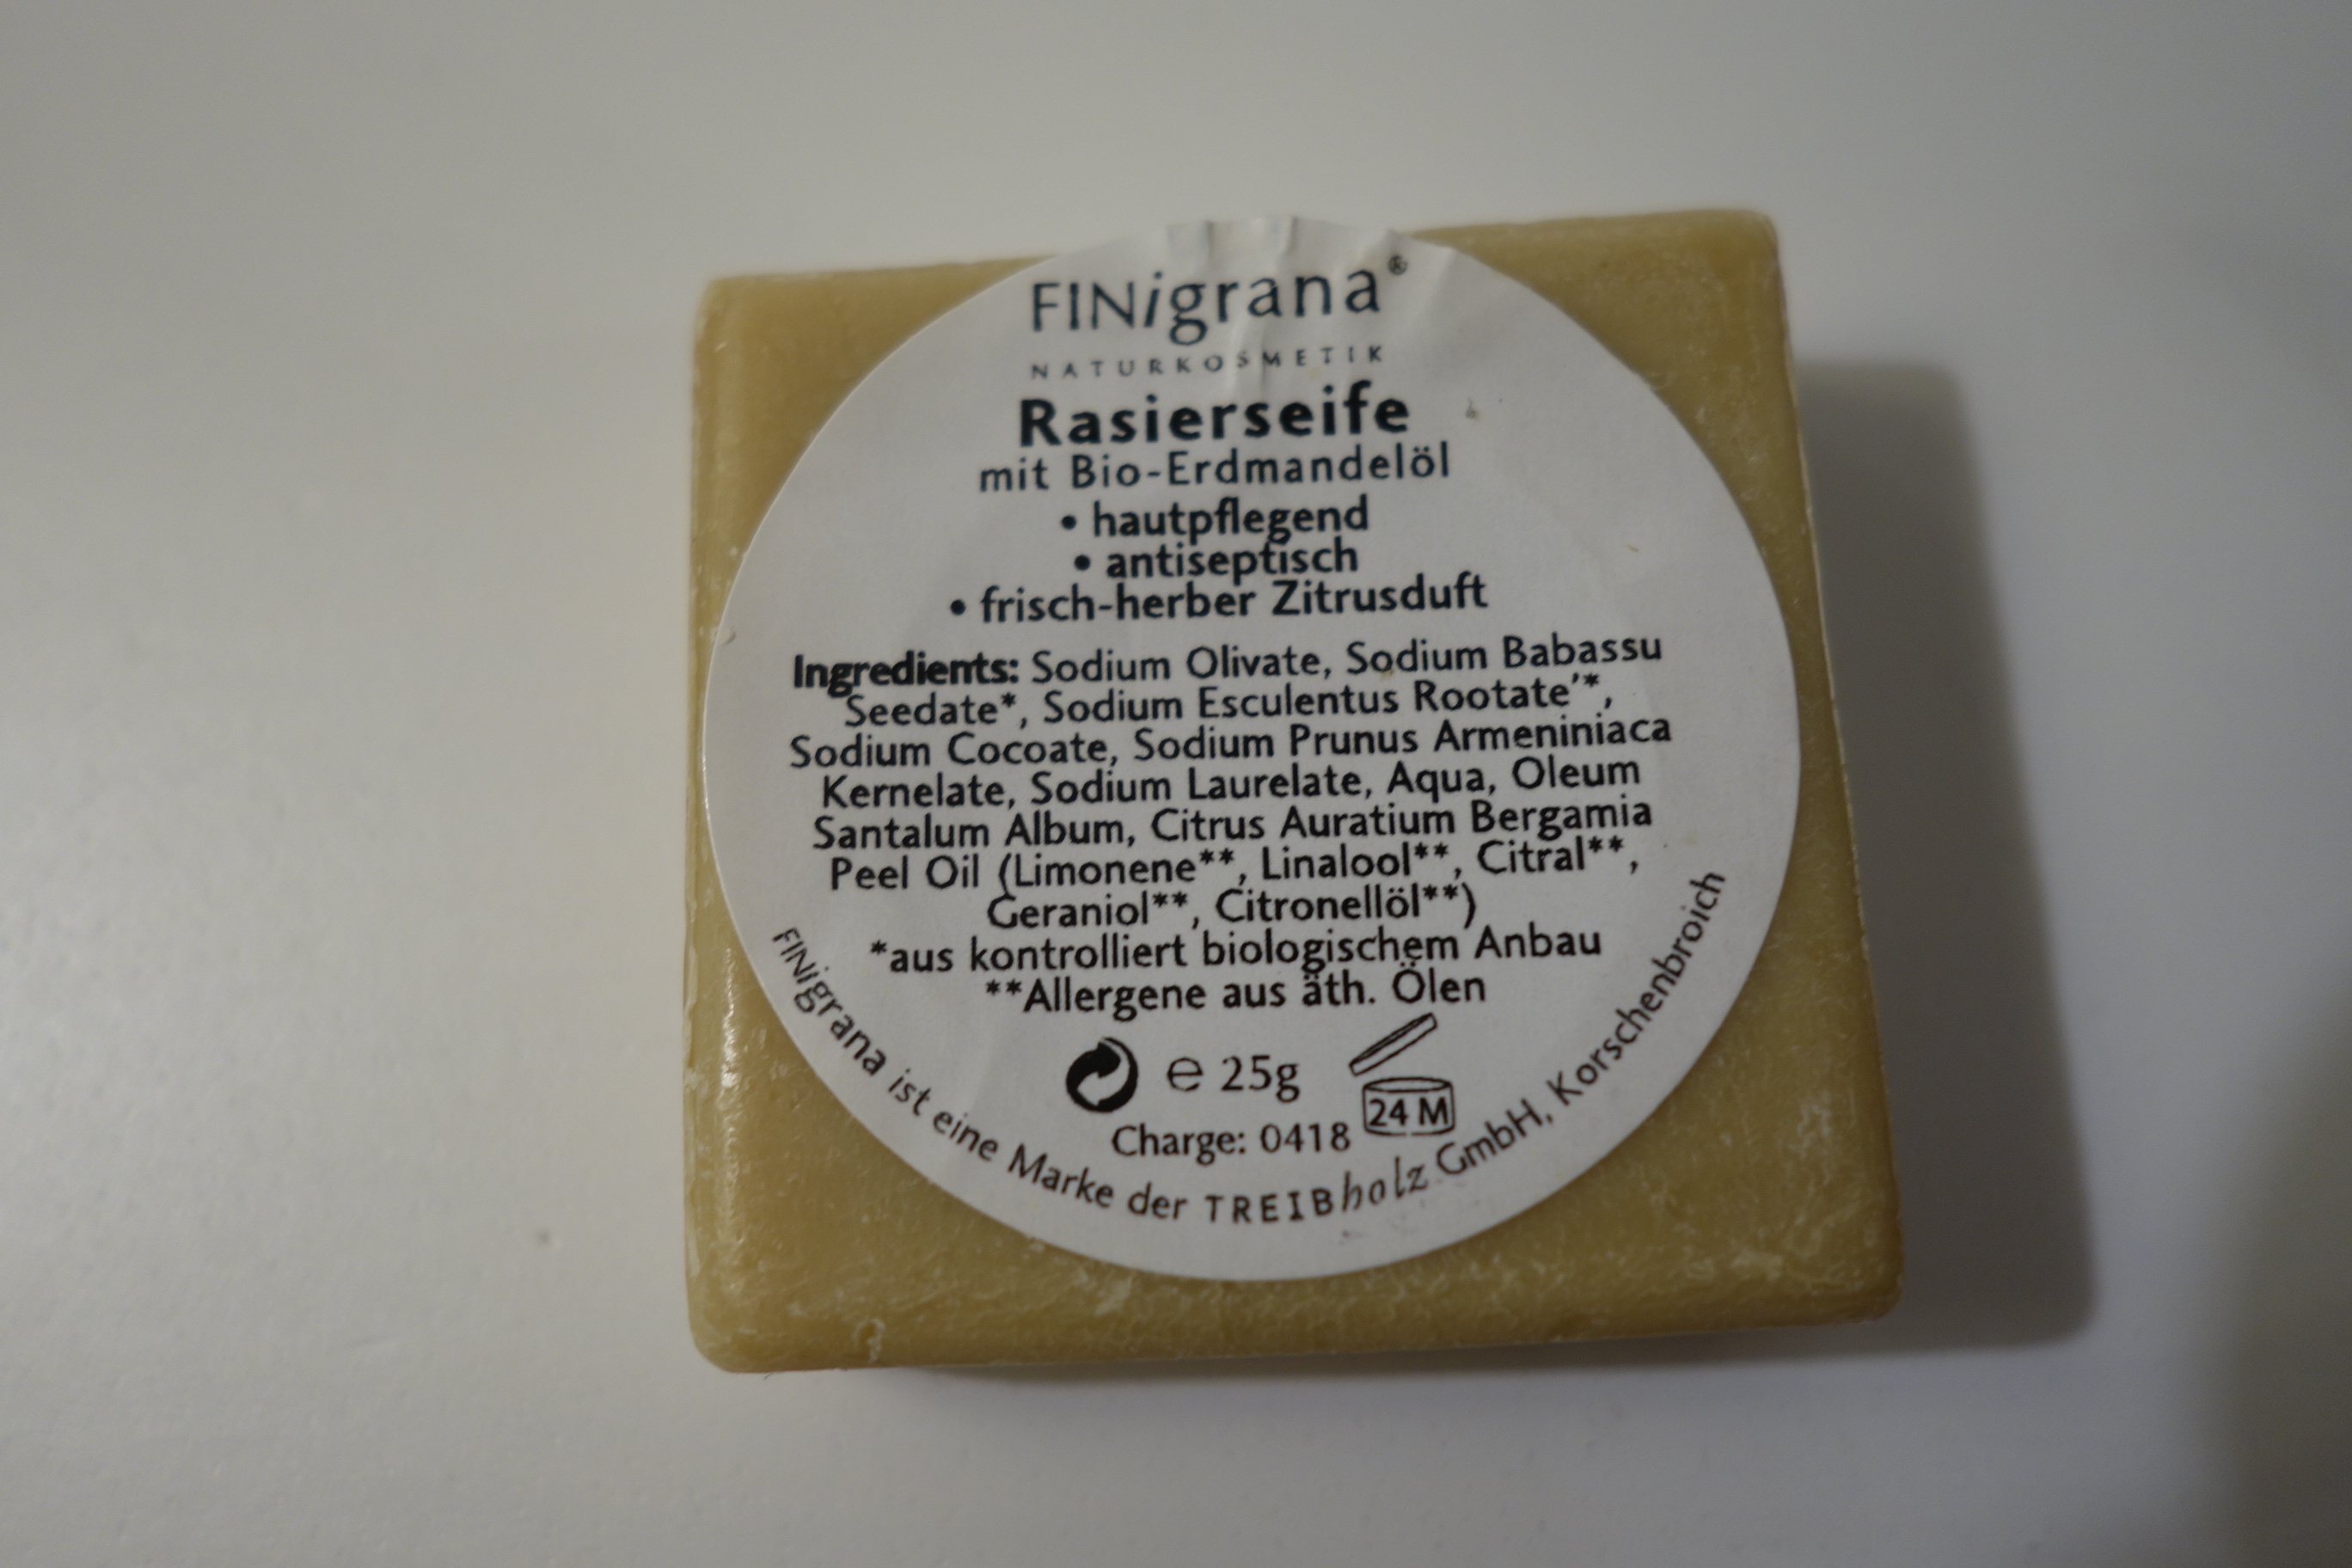 FINigrana®
NATURKOSMETIK
Rasierseife
mit Bio-Erdmandelöl
• hautpflegend
• antiseptisch
• frisch-herber Zitrusduft
Ingredients: Sodium Olivate, Sodium Babassu
Seedate*, Sodium Esculentus Rootate'*,
Sodium Cocoate, Sodium Prunus Armeniniaca
Kernelate, Sodium Laurelate, Aqua, Oleum
Santalum Album, Citrus Auratium Bergamia
Peel Oil (Limonene**, Linalool**, Citral**,
Geraniol**, Citronellöl**)
*aus kontrolliert biologischem Anbau
**Allergene aus äth. Ölen
e 25g
24 M
Charge: 0418
FINigrana ist eine Marke der TREIBholz GmbH, Korschenbroich